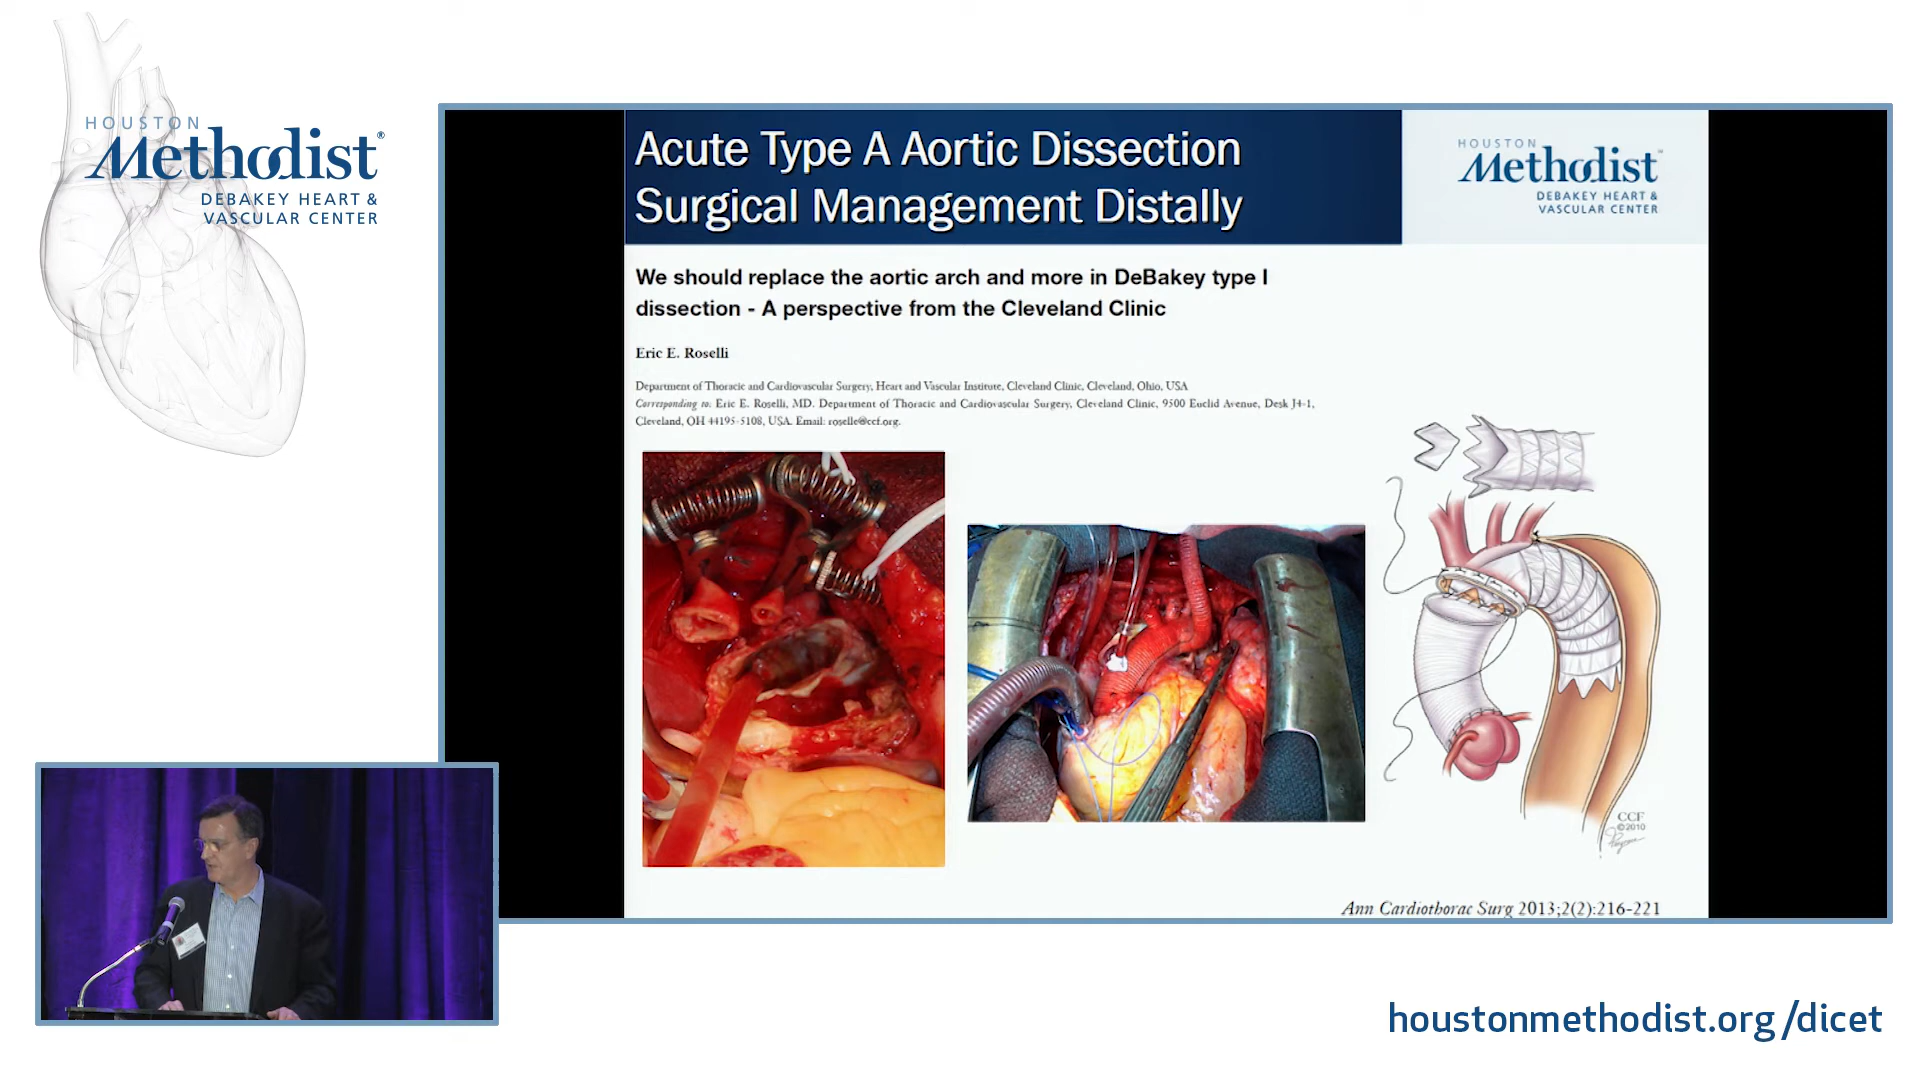 HOUSTON
Methodist®
DEBAKEY HEART &
VASCULAR CENTER
Acute Type A Aortic Dissection
Surgical Management Distally
HOUSTON
Methodist
DEBAKEY HEART &
VASCULAR CENTER
We should replace the aortic arch and more in DeBakey type I
dissection - A perspective from the Cleveland Clinic
Eric E. Roselli
Department of Thoracic and Cardiovascular Surgery, Heart and Vascular Institute, Cleveland Clinic, Cleveland, Ohio, USA
Corresponding to: Eric E. Roselli, MD. Department of Thoracic and Cardiovascular Surgery, Cleveland Clinic, 9500 Euclid Avenue, Desk J4-1,
Cleveland, OH 44195-5108, USA. Email: roselle@ccf.org.
CCF
©2010
Ann Cardiothorac Surg 2013;2(2):216-221
houstonmethodist.org/dicet